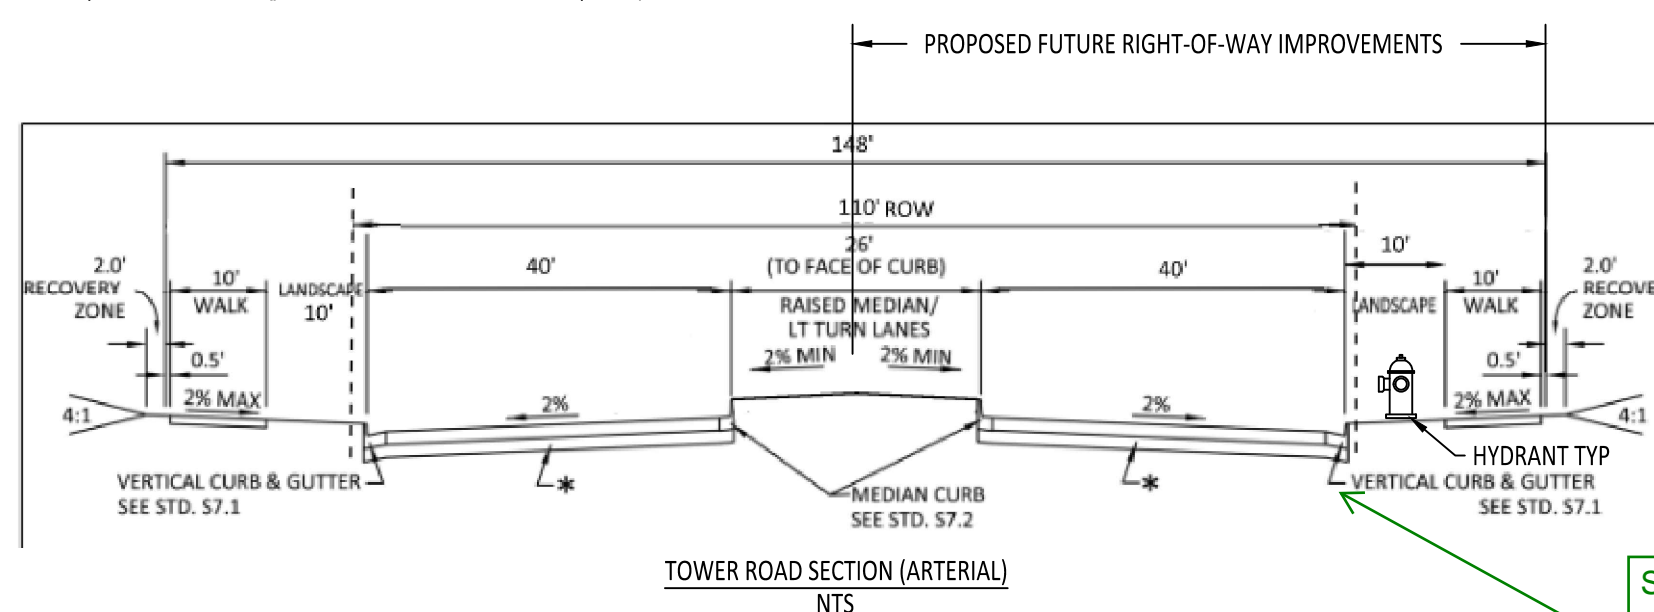 PROPOSED FUTURE RIGHT-OF-WAY IMPROVEMENTS
148'
110' ROW
26'
(TO FACE OF CURB)
40'
40'
10'
2.0'
RECOVERY
ZONE
10'
WALK
LANDSCAPE
10'
RAISED MEDIAN/
LT TURN LANES
LANDSCAPE
10'
WALK
2.0'
RECOVE
ZONE
0.5'
2% MIN
2% MIN
0.5'
2% MAX
2%
2%
2% MAX
4:1
4:1
HYDRANT TYP
VERTICAL CURB & GUTTER
SEE STD. S7.1
*
MEDIAN CURB
SEE STD. S7.2
*
VERTICAL CURB & GUTTER
SEE STD. S7.1
TOWER ROAD SECTION (ARTERIAL)
NTS
S